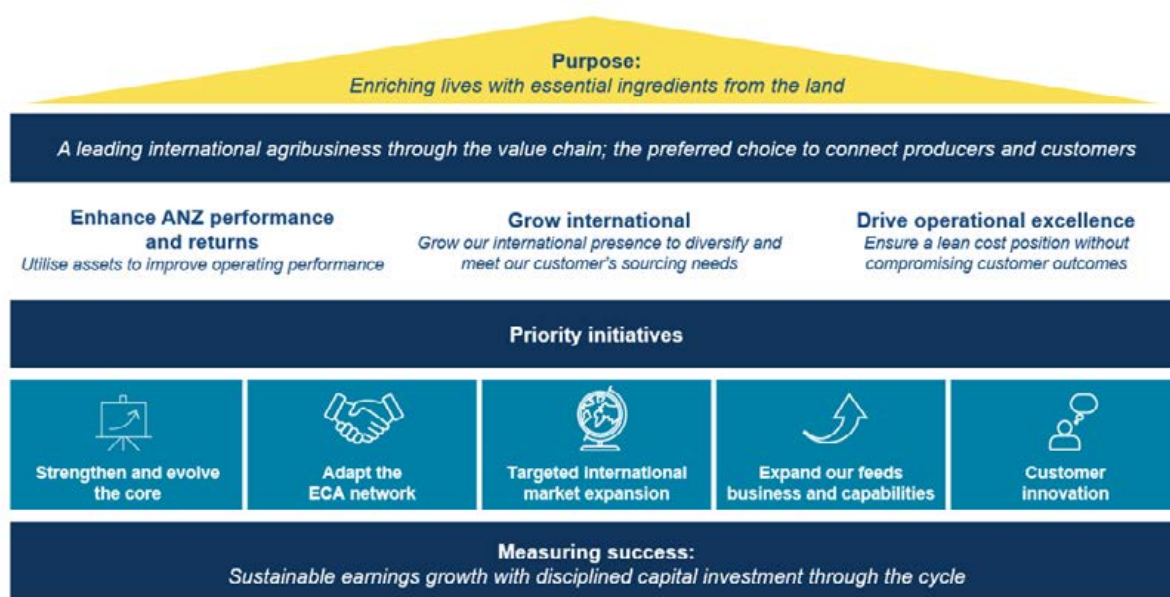 Purpose:
Enriching lives with essential ingredients from the land
A leading international agribusiness through the value chain; the preferred choice to connect producers and customers
Enhance ANZ performance
and returns
Utilise assets to improve operating performance
Grow international
Grow our international presence to diversify and
meet our customer's sourcing needs
Drive operational excellence
Ensure a lean cost position without
compromising customer outcomes
Priority initiatives
Strengthen and evolve
the core
Adapt the
ECA network
Targeted international
market expansion
Expand our feeds
business and capabilities
Customer
innovation
Measuring success:
Sustainable earnings growth with disciplined capital investment through the cycle